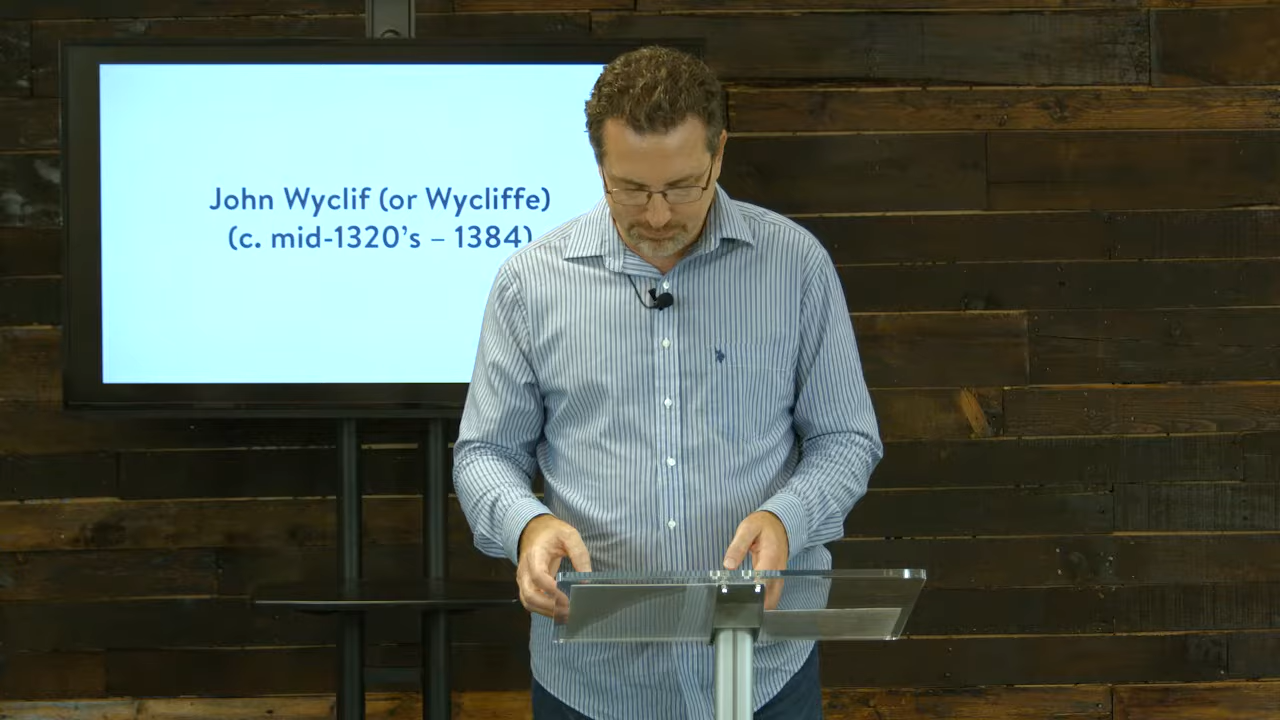 John Wyclif (or Wycliffe)
(c. mid-1320's – 1384)